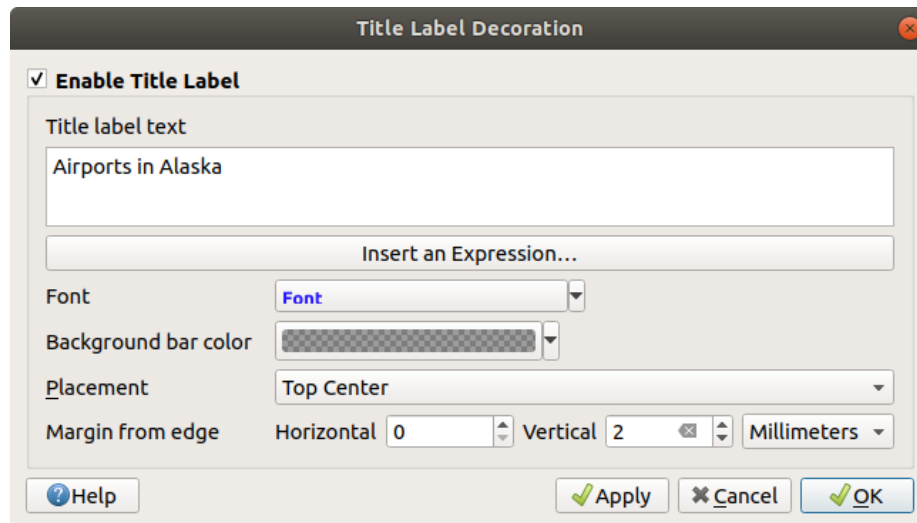 Title Label Decoration
Enable Title Label
Title label text
Airports in Alaska
Insert an Expression...
Font Font
Background bar color
Placement Top Center
Margin from edge Horizontal 0 Vertical 2 Millimeters
Help Apply Cancel OK